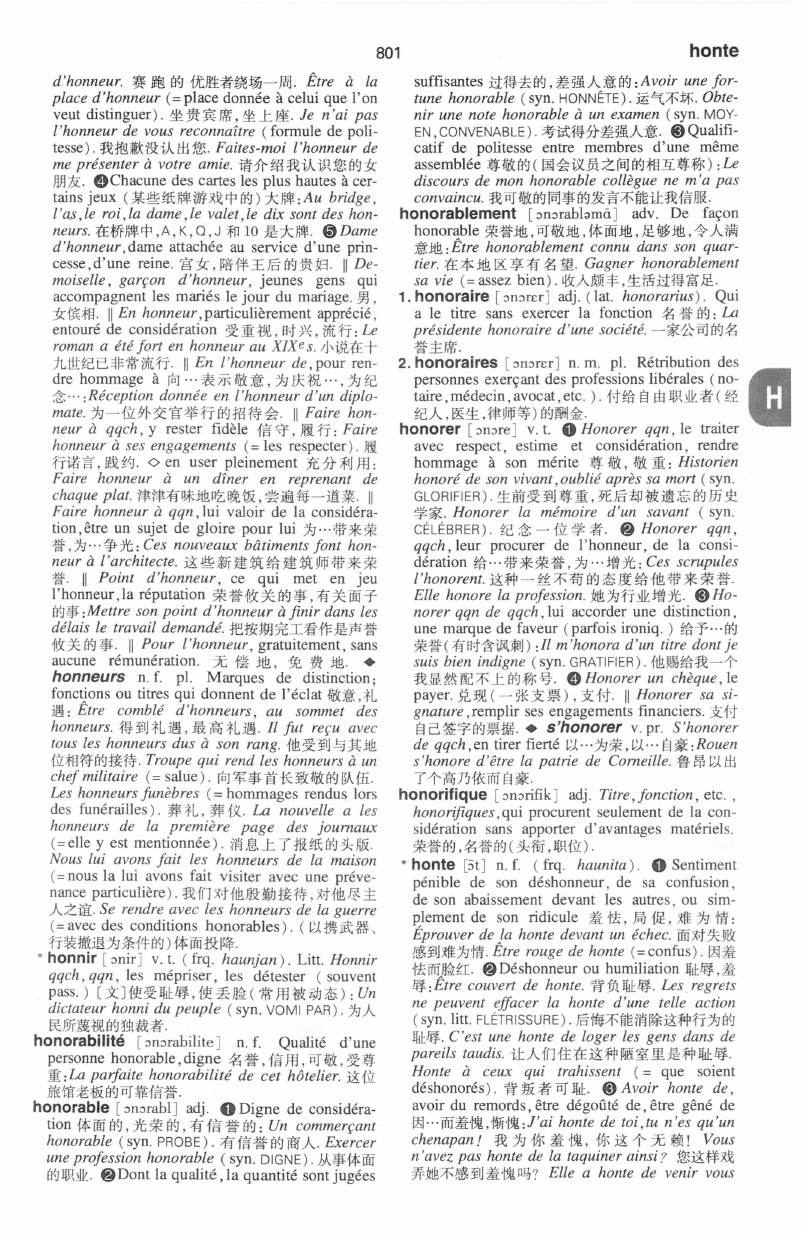 801
honte
d'honneur. 赛跑的优胜者绕场一周. Être à la
place d'honneur (= place donnée à celui que l'on
veut distinguer). 坐贵宾席,坐上座. Je n'ai pas
l'honneur de vous reconnaître (formule de poli-
tesse). 我抱歉没认出您. Faites-moi l'honneur de
me présenter à votre amie. 请介绍我认识您的女
朋友. ❹Chacune des cartes les plus hautes à cer-
tains jeux (某些纸牌游戏中的)大牌:Au bridge,
l'as,le roi,la dame,le valet,le dix sont des hon-
neurs. 在桥牌中,A,K,Q,J 和 10 是大牌. ❺Dame
d'honneur,dame attachée au service d'une prin-
cesse,d'une reine. 宫女,陪伴王后的贵妇. ‖ De-
moiselle, garçon d'honneur, jeunes gens qui
accompagnent les mariés le jour du mariage. 男,
女傧相. ‖ En honneur,particulièrement apprécié,
entouré de considération 受重视,时兴,流行:Le
roman a été fort en honneur au XIXe s. 小说在十
九世纪已非常流行. ‖ En l'honneur de,pour ren-
dre hommage à 向…表示敬意,为庆祝…,为纪
念…:Réception donnée en l'honneur d'un diplo-
mate. 为一位外交官举行的招待会. ‖ Faire hon-
neur à qqch, y rester fidèle 信守,履行: Faire
honneur à ses engagements (= les respecter). 履
行诺言,践约. ◇ en user pleinement 充分利用:
Faire honneur à un dîner en reprenant de
chaque plat. 津津有味地吃晚饭,尝遍每一道菜. ‖
Faire honneur à qqn,lui valoir de la considéra-
tion,être un sujet de gloire pour lui 为…带来荣
誉,为…争光:Ces nouveaux bâtiments font hon-
neur à l'architecte. 这些新建筑给建筑师带来荣
誉. ‖ Point d'honneur, ce qui met en jeu
l'honneur,la réputation 荣誉攸关的事,有关面子
的事:Mettre son point d'honneur à finir dans les
délais le travail demandé. 把按期完工看作是声誉
攸关的事. ‖ Pour l'honneur, gratuitement, sans
aucune rémunération. 无偿地,免费地. ◆
honneurs n. f. pl. Marques de distinction;
fonctions ou titres qui donnent de l'éclat 敬意,礼
遇: Être comblé d'honneurs, au sommet des
honneurs. 得到礼遇,最高礼遇. Il fut reçu avec
tous les honneurs dus à son rang. 他受到与其地
位相符的接待. Troupe qui rend les honneurs à un
chef militaire (= salue). 向军事首长致敬的队伍.
Les honneurs funèbres (= hommages rendus lors
des funérailles). 葬礼,葬仪. La nouvelle a les
honneurs de la première page des journaux
(=elle y est mentionnée). 消息上了报纸的头版.
Nous lui avons fait les honneurs de la maison
(=nous la lui avons fait visiter avec une préve-
nance particulière). 我们对他殷勤接待,对他尽主
人之谊. Se rendre avec les honneurs de la guerre
(=avec des conditions honorables). (以携武器、
行装撤退为条件的)体面投降.
* honnir [ɔnir] v. t. (frq. haunjan). Litt. Honnir
qqch,qqn, les mépriser, les détester (souvent
pass.) [文]使受耻辱,使丢脸(常用被动态):Un
dictateur honni du peuple (syn. VOMI PAR). 为人
民所蔑视的独裁者.
honorabilité [ɔnɔrabilite] n. f. Qualité d'une
personne honorable,digne 名誉,信用,可敬,受尊
重:La parfaite honorabilité de cet hôtelier. 这位
旅馆老板的可靠信誉.
honorable [ɔnɔrabl] adj. ❶Digne de considéra-
tion 体面的,光荣的,有信誉的: Un commerçant
honorable (syn. PROBE). 有信誉的商人. Exercer
une profession honorable (syn. DIGNE). 从事体面
的职业. ❷Dont la qualité,la quantité sont jugées
suffisantes 过得去的,差强人意的:Avoir une for-
tune honorable (syn. HONNÊTE). 运气不坏. Obte-
nir une note honorable à un examen (syn. MOY-
EN,CONVENABLE). 考试得分差强人意. ❸Qualifi-
catif de politesse entre membres d'une même
assemblée 尊敬的(国会议员之间的相互尊称):Le
discours de mon honorable collègue ne m'a pas
convaincu. 我可敬的同事的发言不能让我信服.
honorablement [ɔnɔrabləmɑ̃] adv. De façon
honorable 荣誉地,可敬地,体面地,足够地,令人满
意地:Être honorablement connu dans son quar-
tier. 在本地区享有名望. Gagner honorablement
sa vie (=assez bien). 收入颇丰,生活过得富足.
1. honoraire [ɔnɔrɛr] adj. (lat. honorarius). Qui
a le titre sans exercer la fonction 名誉的: La
présidente honoraire d'une société. 一家公司的名
誉主席.
2. honoraires [ɔnɔrɛr] n. m. pl. Rétribution des
personnes exerçant des professions libérales (no-
taire,médecin,avocat,etc.). 付给自由职业者(经
纪人,医生,律师等)的酬金.
honorer [ɔnɔre] v. t. ❶ Honorer qqn, le traiter
avec respect, estime et considération, rendre
hommage à son mérite 尊敬,敬重: Historien
honoré de son vivant,oublié après sa mort (syn.
GLORIFIER). 生前受到尊重,死后却被遗忘的历史
学家. Honorer la mémoire d'un savant (syn.
CÉLÉBRER). 纪念一位学者. ❷ Honorer qqn,
qqch, leur procurer de l'honneur, de la consi-
dération 给…带来荣誉,为…增光: Ces scrupules
l'honorent. 这种一丝不苟的态度给他带来荣誉.
Elle honore la profession. 她为行业增光. ❸Ho-
norer qqn de qqch,lui accorder une distinction,
une marque de faveur (parfois ironiq.) 给予…的
荣誉(有时含讽刺):Il m'honora d'un titre dont je
suis bien indigne (syn. GRATIFIER). 他赐给我一个
我显然配不上的称号. ❹ Honorer un chèque, le
payer. 兑现(一张支票),支付. ‖ Honorer sa si-
gnature,remplir ses engagements financiers. 支付
自己签字的票据. ◆ s'honorer v. pr. S'honorer
de qqch,en tirer fierté 以…为荣,以…自豪:Rouen
s'honore d'être la patrie de Corneille. 鲁昂以出
了个高乃依而自豪.
honorifique [ɔnɔrifik] adj. Titre,fonction, etc.,
honorifiques,qui procurent seulement de la con-
sidération sans apporter d'avantages matériels.
荣誉的,名誉的(头衔,职位).
* honte [ɔ̃t] n. f. (frq. haunita). ❶ Sentiment
pénible de son déshonneur, de sa confusion,
de son abaissement devant les autres, ou sim-
plement de son ridicule 羞怯,局促,难为情:
Éprouver de la honte devant un échec. 面对失败
感到难为情. Être rouge de honte (=confus). 因羞
怯而脸红. ❷Déshonneur ou humiliation 耻辱,羞
辱:Être couvert de honte. 背负耻辱. Les regrets
ne peuvent effacer la honte d'une telle action
(syn. litt. FLÉTRISSURE). 后悔不能消除这种行为的
耻辱. C'est une honte de loger les gens dans de
pareils taudis. 让人们住在这种陋室里是种耻辱.
Honte à ceux qui trahissent (= que soient
déshonorés). 背叛者可耻. ❸ Avoir honte de,
avoir du remords,être dégoûté de,être gêné de
因…而羞愧,惭愧:J'ai honte de toi,tu n'es qu'un
chenapan! 我为你羞愧,你这个无赖! Vous
n'avez pas honte de la taquiner ainsi? 您这样戏
弄她不感到羞愧吗? Elle a honte de venir vous
H